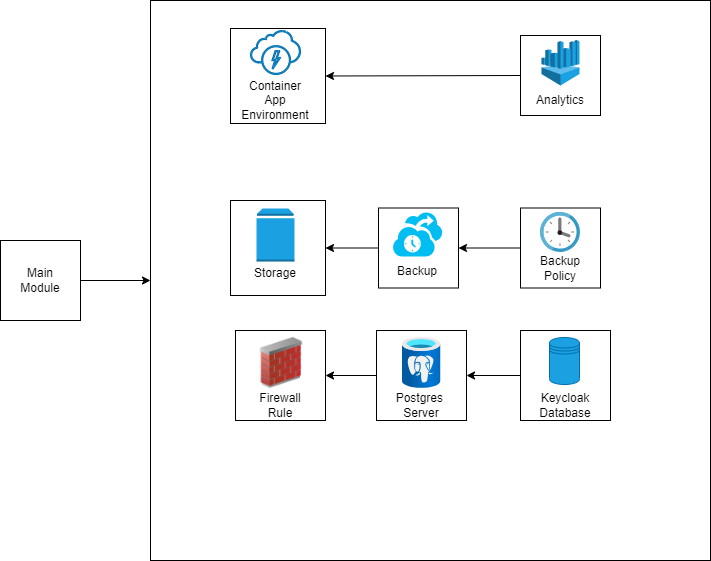 Container
App
Environment
Analytics
Storage
Backup
Backup
Policy
Main
Module
Firewall
Rule
Postgres
Server
Keycloak
Database